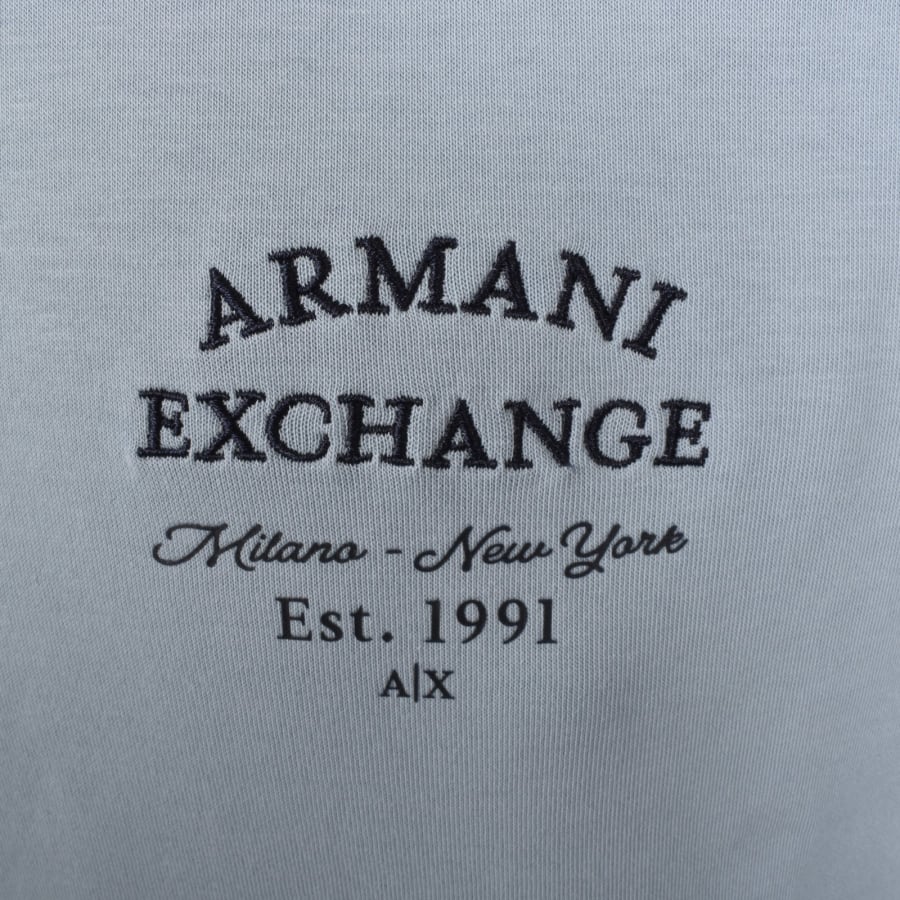 ARMANI
EXCHANGE
Milano - New York
Est. 1991
A|X